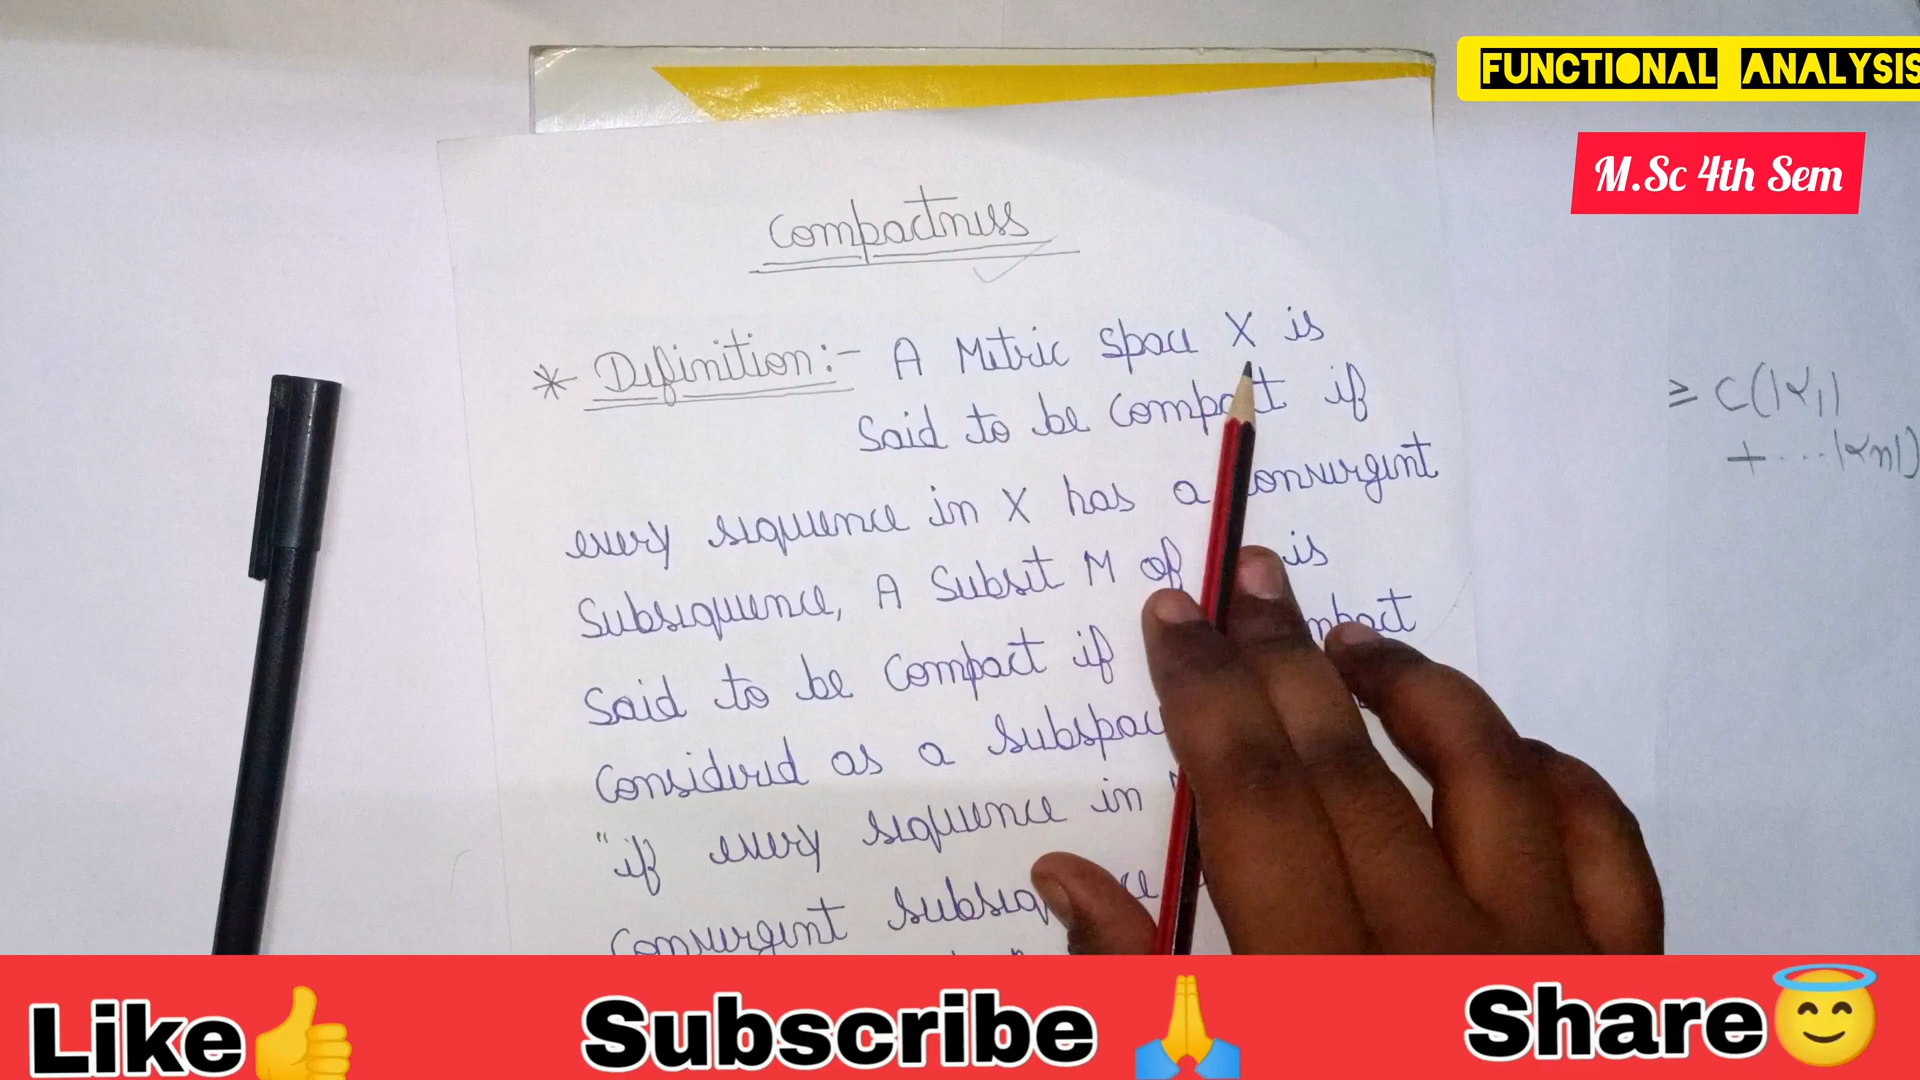 FUNCTIONAL ANALYSIS
M.Sc 4th Sem
Compactness
* Definition:- A Metric space X is
Said to be Compact if
every sequence in X has a convergent
Subsequence, A Subset M of is
Said to be Compact if
Considered as a
"if every sequence in
Convergent
≥ C(|α1|
+ ... |αn|)
Like👍 Subscribe 🙏 Share😇